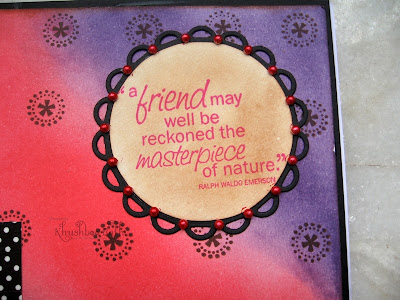 "a friend may
well be
reckoned the
masterpiece
of nature."
RALPH WALDO EMERSON